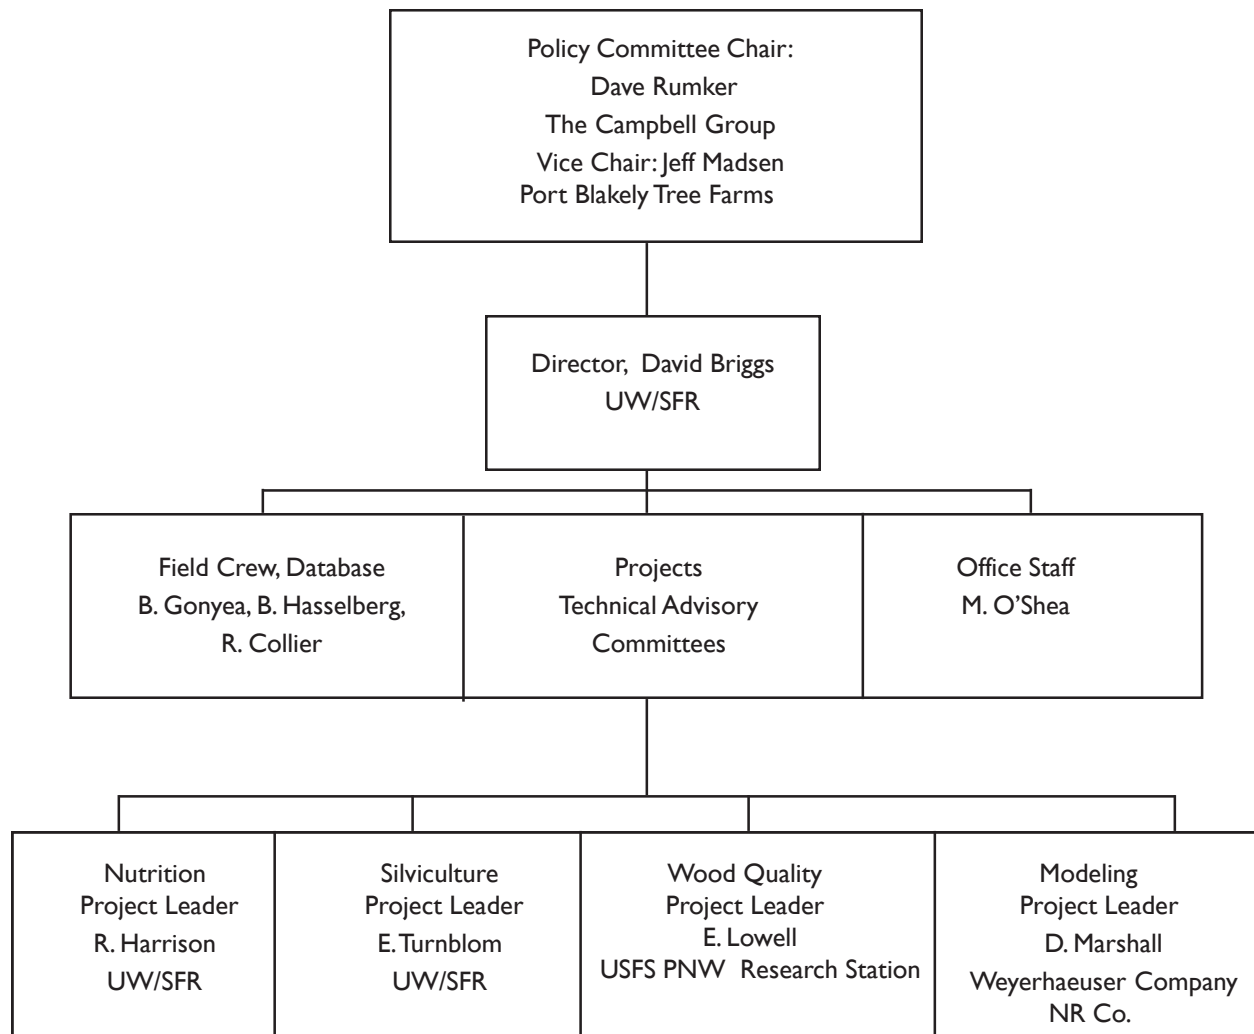 Policy Committee Chair:
Dave Rumker
The Campbell Group
Vice Chair: Jeff Madsen
Port Blakely Tree Farms
Director, David Briggs
UW/SFR
Field Crew, Database
B. Gonyea, B. Hasselberg,
R. Collier
Projects
Technical Advisory
Committees
Office Staff
M. O'Shea
Nutrition
Project Leader
R. Harrison
UW/SFR
Silviculture
Project Leader
E. Turnblom
UW/SFR
Wood Quality
Project Leader
E. Lowell
USFS PNW Research Station
Modeling
Project Leader
D. Marshall
Weyerhaeuser Company
NR Co.